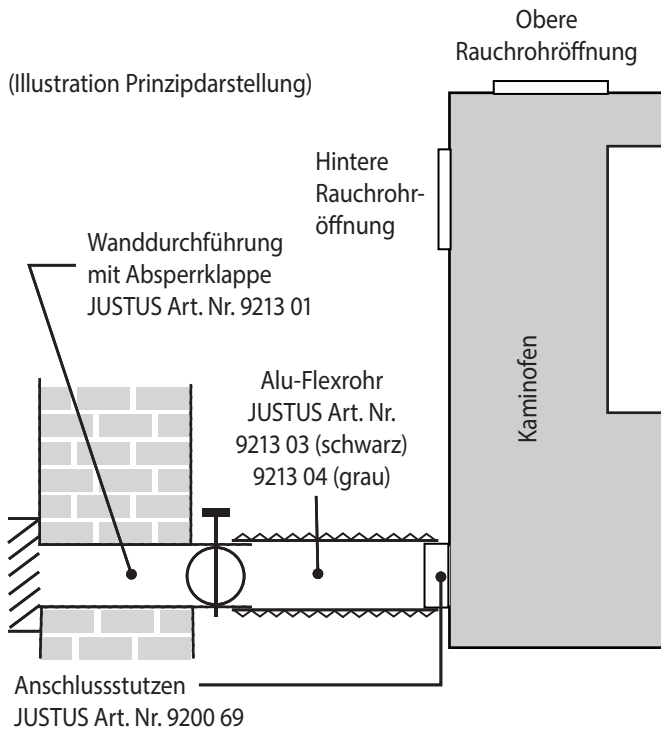 Obere
Rauchrohröffnung
(Illustration Prinzipdarstellung)
Hintere
Rauchrohr-
öffnung
Wanddurchführung
mit Absperrklappe
JUSTUS Art. Nr. 9213 01
Kaminofen
Alu-Flexrohr
JUSTUS Art. Nr.
9213 03 (schwarz)
9213 04 (grau)
Anschlussstutzen
JUSTUS Art. Nr. 9200 69